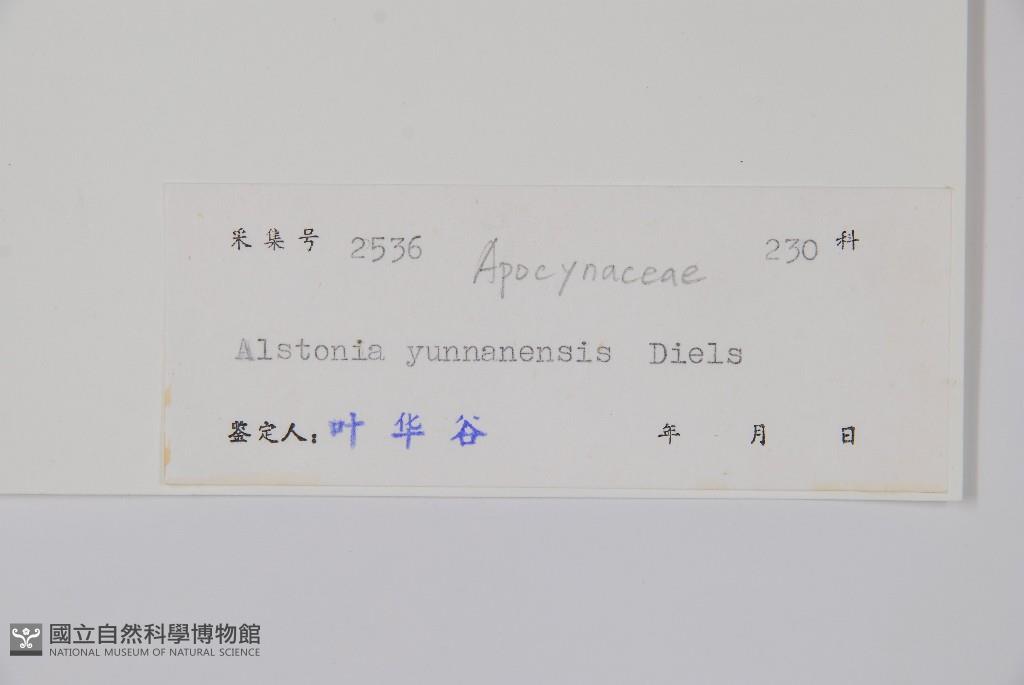 采集号 2536 Apocynaceae 230 科
Alstonia yunnanensis Diels
鉴定人：叶华谷 年 月 日
國立自然科學博物館
NATIONAL MUSEUM OF NATURAL SCIENCE